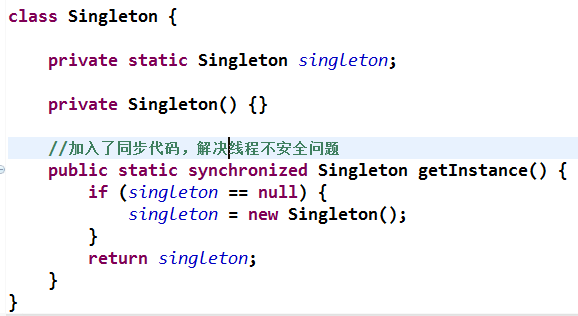 class Singleton {
private static Singleton singleton;
private Singleton() {}
//加入了同步代码，解决线程不安全问题
public static synchronized Singleton getInstance() {
if (singleton == null) {
singleton = new Singleton();
}
return singleton;
}
}